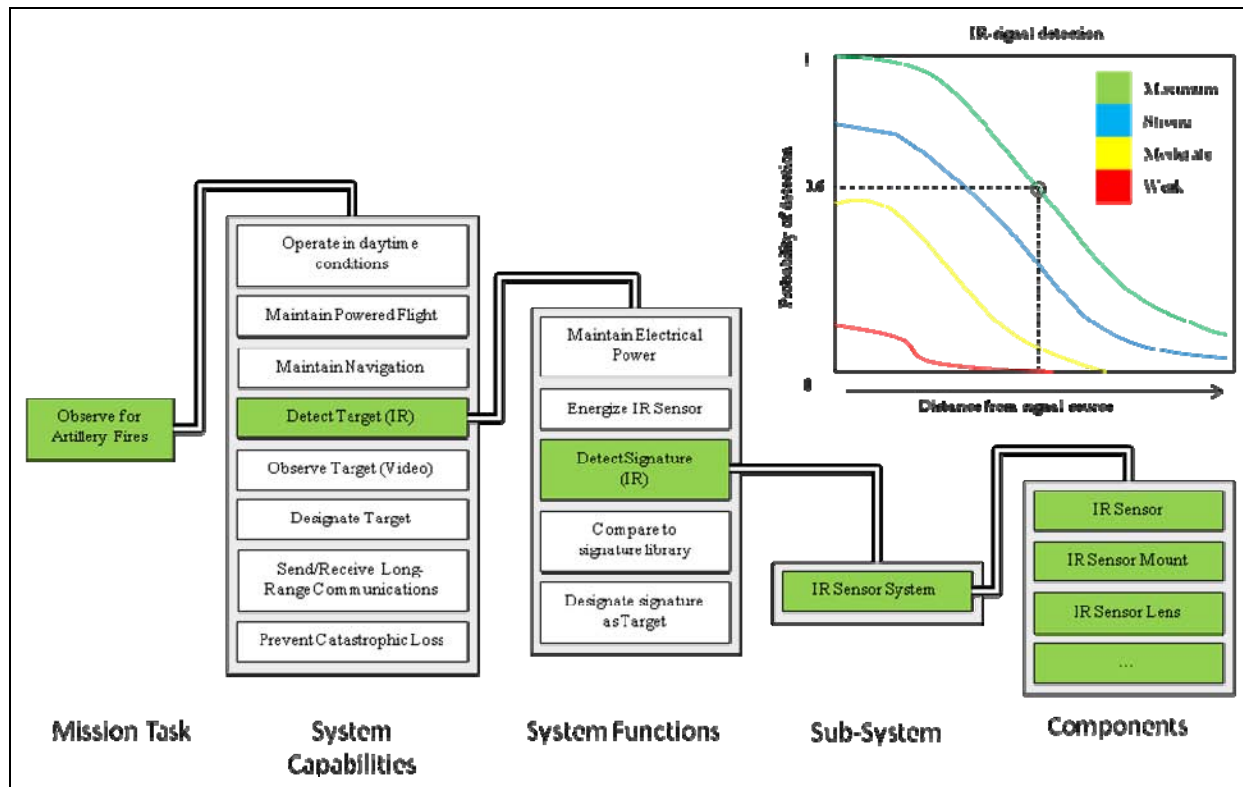 IR-signal detection
1
Maximum
Strong
Moderate
Weak
Probability of detection
0
Distance from signal source
Observe for
Artillery Fires
Operate in daytime
conditions
Maintain Powered Flight
Maintain Navigation
Detect Target (IR)
Observe Target (Video)
Designate Target
Send/Receive Long-
Range Communications
Prevent Catastrophic Loss
Maintain Electrical
Power
Energize IR Sensor
Detect Signature
(IR)
Compare to
signature library
Designate signature
as Target
IR Sensor System
IR Sensor
IR Sensor Mount
IR Sensor Lens
...
Mission Task
System
Capabilities
System Functions
Sub-System
Components